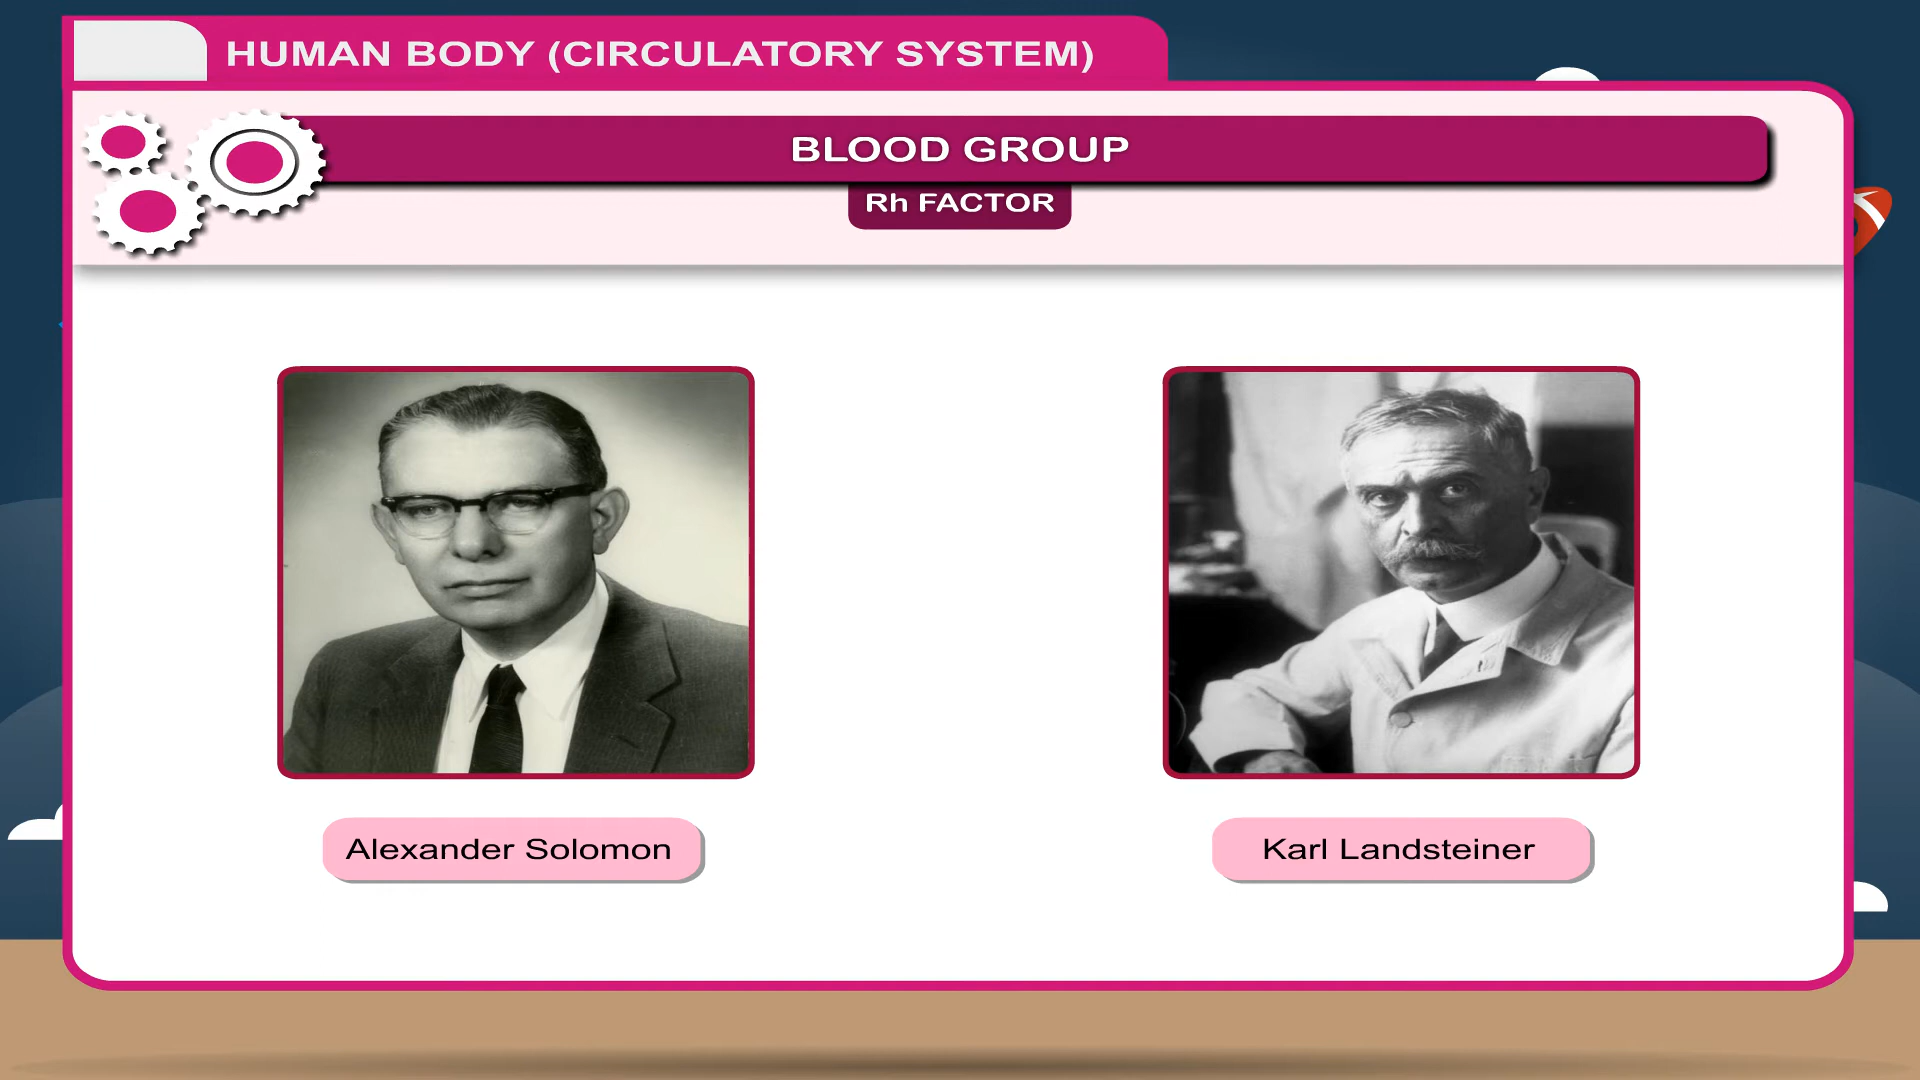 HUMAN BODY (CIRCULATORY SYSTEM)
BLOOD GROUP
Rh FACTOR
Alexander Solomon
Karl Landsteiner